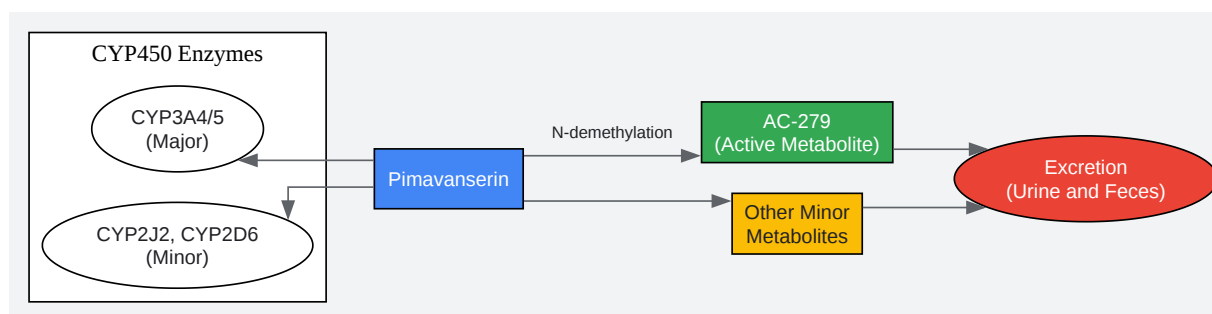 CYP450 Enzymes
CYP3A4/5
(Major)
CYP2J2, CYP2D6
(Minor)
Pimavanserin
N-demethylation
AC-279
(Active Metabolite)
Other Minor
Metabolites
Excretion
(Urine and Feces)